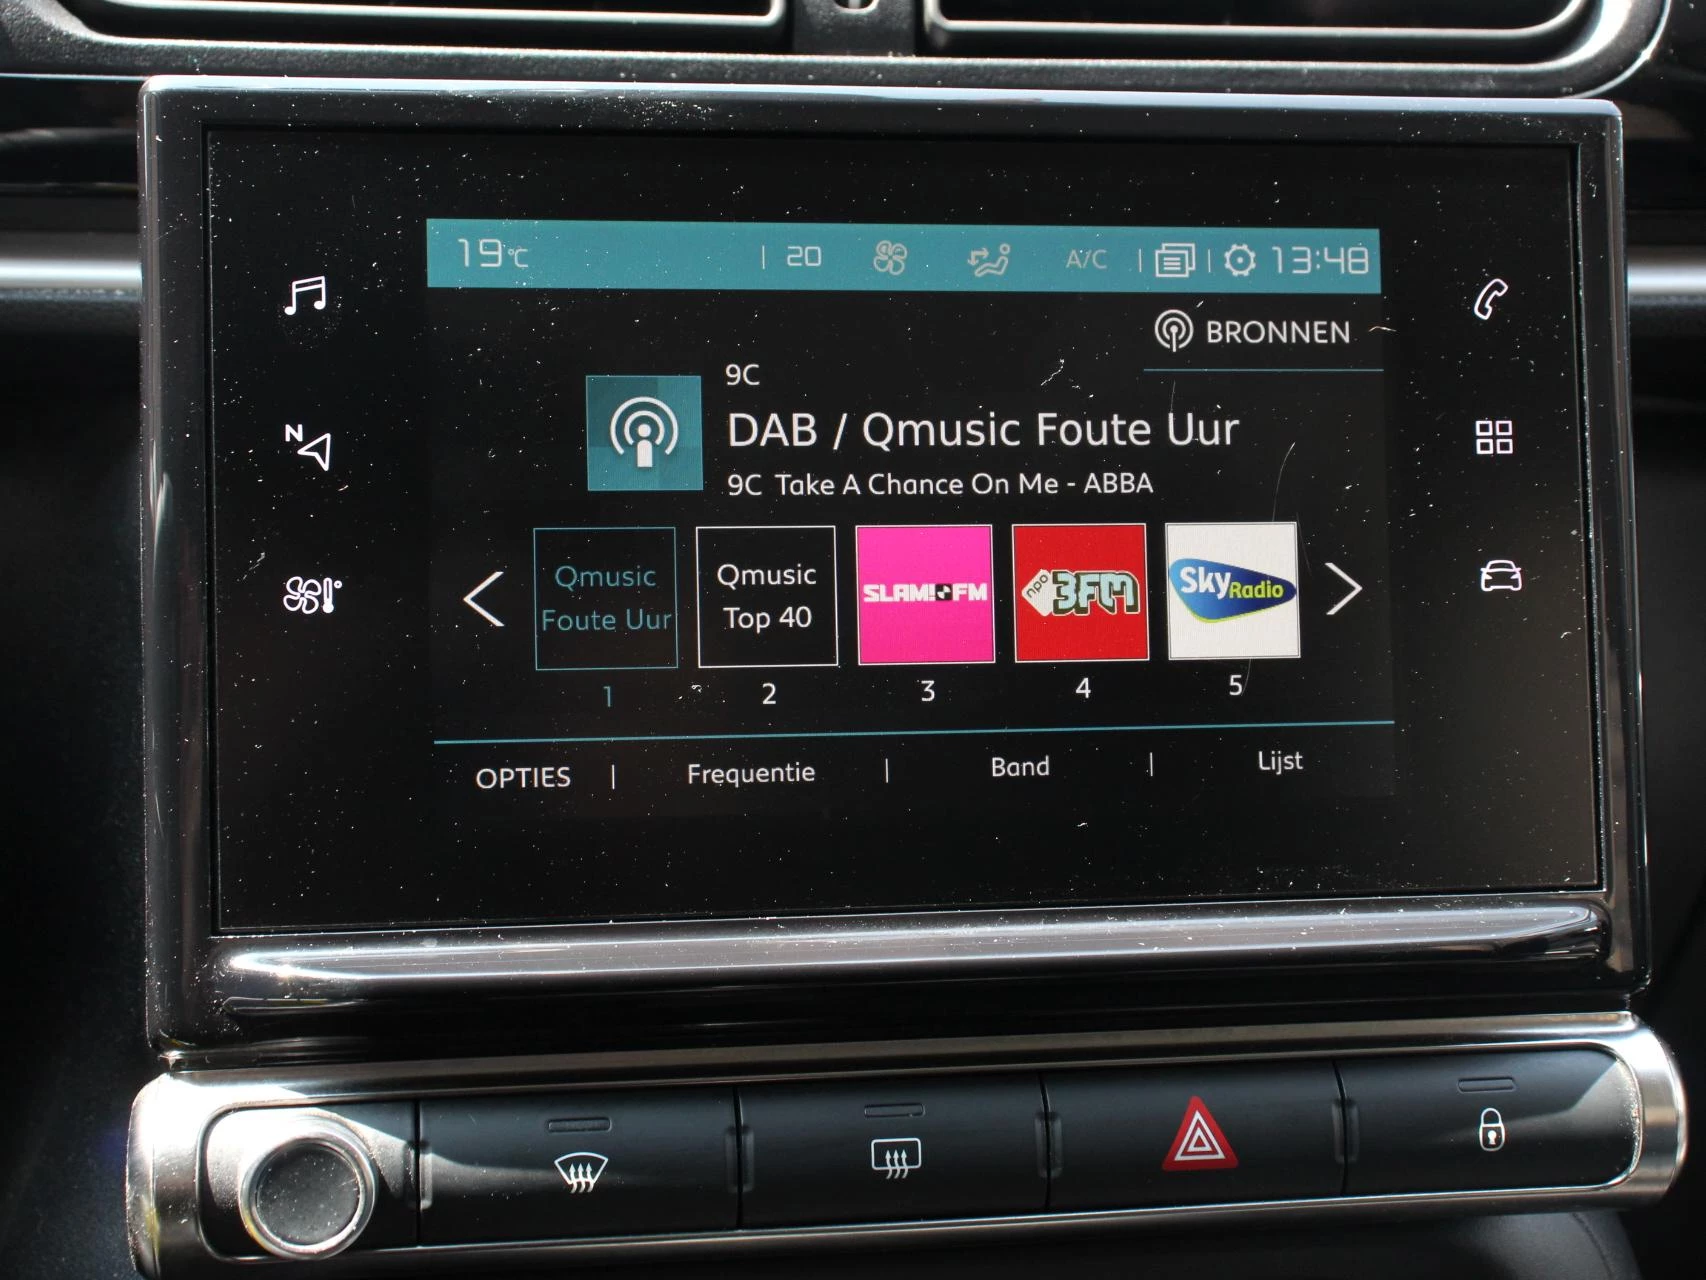 19°C | 20 A/C | | 13:48
BRONNEN
9C
DAB / Qmusic Foute Uur
9C Take A Chance On Me - ABBA
N
Qmusic
Foute Uur
Qmusic
Top 40
SLAM! FM
npo 3FM
Sky Radio
1 2 3 4 5
OPTIES | Frequentie | Band | Lijst